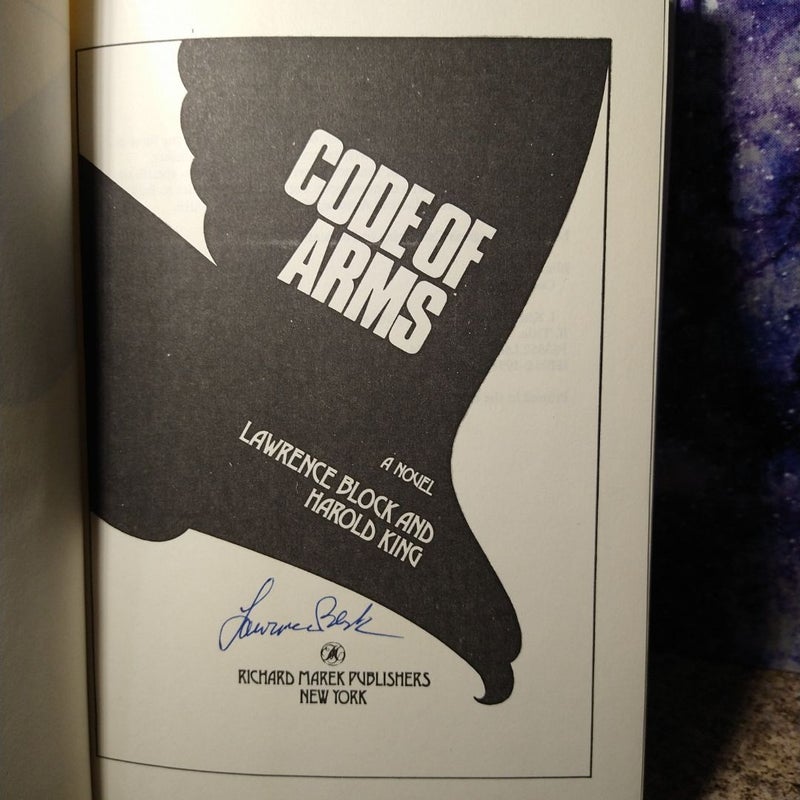 CODE OF
ARMS
A NOVEL
LAWRENCE BLOCK AND
HAROLD KING
Lawrence Block
RICHARD MAREK PUBLISHERS
NEW YORK